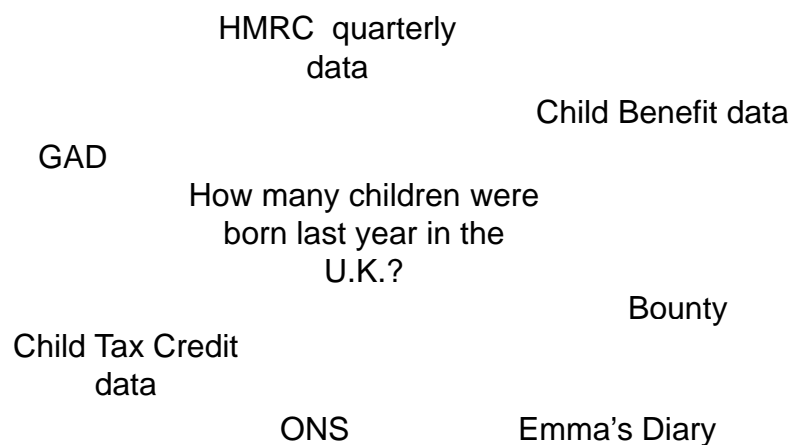 HMRC quarterly
data
Child Benefit data
GAD
How many children were
born last year in the
U.K.?
Bounty
Child Tax Credit
data
ONS
Emma's Diary